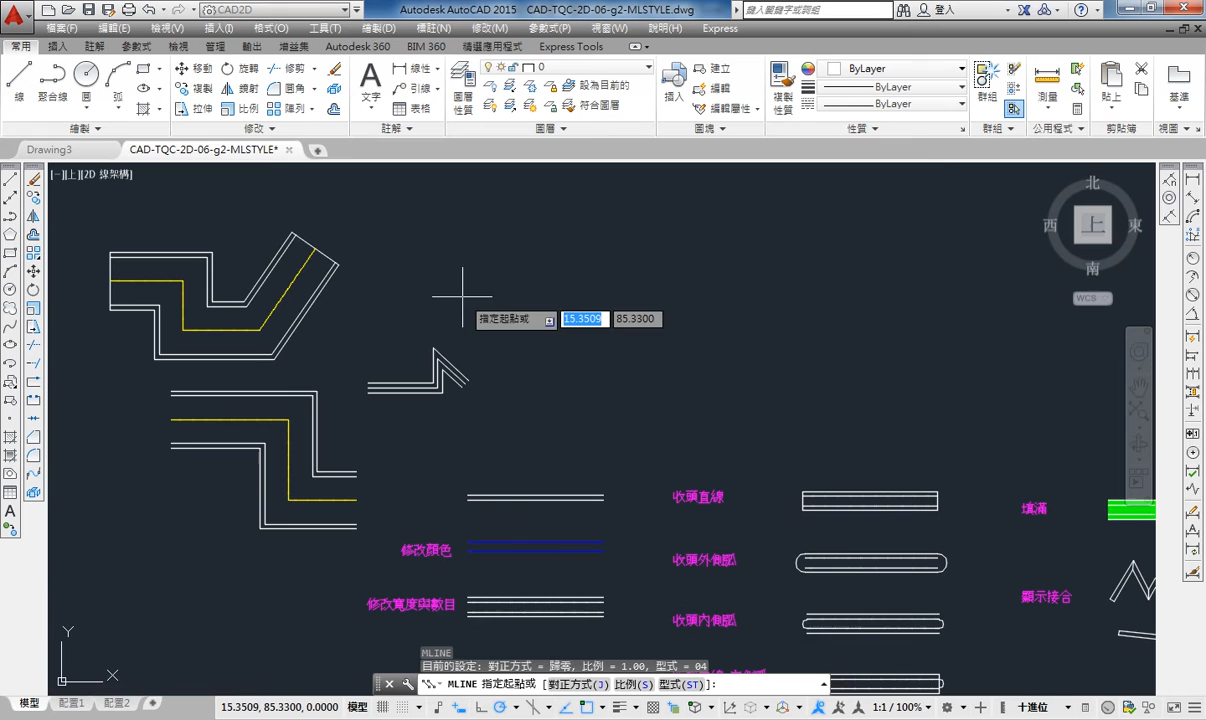 CAD2D
Autodesk AutoCAD 2015 CAD-TQC-2D-06-g2-MLSTYLE.dwg
鍵入關鍵字或詞組
登入
檔案(F) 編輯(E) 檢視(V) 插入(I) 格式(O) 工具(T) 繪製(D) 標註(N) 修改(M) 參數式(P) 視窗(W) 說明(H) Express
常用 插入 註解 參數式 檢視 管理 輸出 增益集 Autodesk 360 BIM 360 精選應用程式 Express Tools
線 聚合線 圓 弧
移動 旋轉 修剪
複製 鏡射 圓角
拉伸 比例 陣列
文字
線性
引線
表格
圖層
性質
0
設為目前的
符合圖層
插入
建立
編輯
編輯屬性
複製
性質
ByLayer
ByLayer
ByLayer
群組
測量
貼上
基準
繪製 修改 註解 圖層 圖塊 性質 群組 公用程式 剪貼簿 視圖
Drawing3 CAD-TQC-2D-06-g2-MLSTYLE*
[-][上][2D 線架構]
北
西 上 東
南
WCS
指定起點或 15.3509 85.3300
收頭直線
填滿
修改顏色
收頭外側弧
修改寬度與數目
顯示接合
收頭內側弧
Y
X
MLINE
目前的設定: 對正方式 = 歸零, 比例 = 1.00, 型式 = 04
MLINE 指定起點或 [對正方式(J) 比例(S) 型式(ST)]:
模型 配置1 配置2
15.3509, 85.3300, 0.0000 模型
1:1 / 100%
十進位